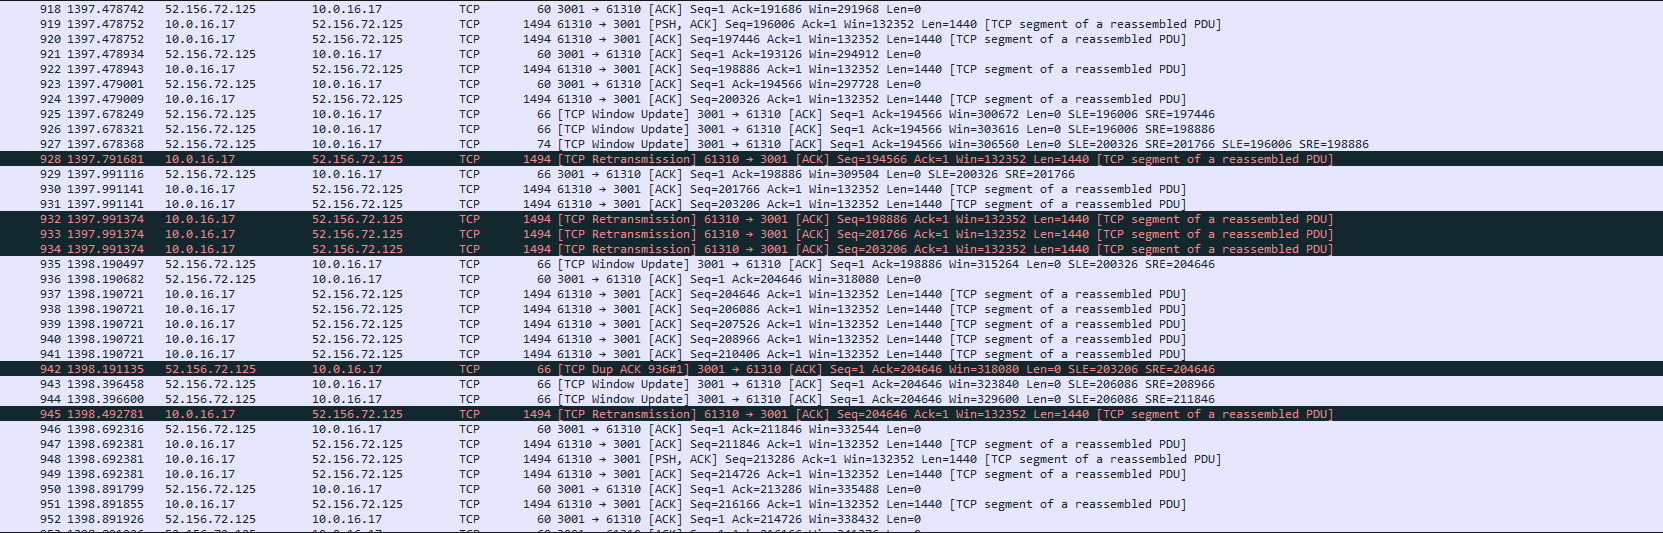 918 1397.478742 52.156.72.125 10.0.16.17 TCP 60 3001 → 61310 [ACK] Seq=1 Ack=191686 Win=291968 Len=0
919 1397.478752 10.0.16.17 52.156.72.125 TCP 1494 61310 → 3001 [PSH, ACK] Seq=196006 Ack=1 Win=132352 Len=1440 [TCP segment of a reassembled PDU]
920 1397.478752 10.0.16.17 52.156.72.125 TCP 1494 61310 → 3001 [ACK] Seq=197446 Ack=1 Win=132352 Len=1440 [TCP segment of a reassembled PDU]
921 1397.478934 52.156.72.125 10.0.16.17 TCP 60 3001 → 61310 [ACK] Seq=1 Ack=193126 Win=294912 Len=0
922 1397.478943 10.0.16.17 52.156.72.125 TCP 1494 61310 → 3001 [ACK] Seq=198886 Ack=1 Win=132352 Len=1440 [TCP segment of a reassembled PDU]
923 1397.479001 52.156.72.125 10.0.16.17 TCP 60 3001 → 61310 [ACK] Seq=1 Ack=194566 Win=297728 Len=0
924 1397.479009 10.0.16.17 52.156.72.125 TCP 1494 61310 → 3001 [ACK] Seq=200326 Ack=1 Win=132352 Len=1440 [TCP segment of a reassembled PDU]
925 1397.678249 52.156.72.125 10.0.16.17 TCP 66 [TCP Window Update] 3001 → 61310 [ACK] Seq=1 Ack=194566 Win=300672 Len=0 SLE=196006 SRE=197446
926 1397.678321 52.156.72.125 10.0.16.17 TCP 66 [TCP Window Update] 3001 → 61310 [ACK] Seq=1 Ack=194566 Win=303616 Len=0 SLE=196006 SRE=198886
927 1397.678368 52.156.72.125 10.0.16.17 TCP 74 [TCP Window Update] 3001 → 61310 [ACK] Seq=1 Ack=194566 Win=306560 Len=0 SLE=200326 SRE=201766 SLE=196006 SRE=198886
928 1397.791681 10.0.16.17 52.156.72.125 TCP 1494 [TCP Retransmission] 61310 → 3001 [ACK] Seq=194566 Ack=1 Win=132352 Len=1440 [TCP segment of a reassembled PDU]
929 1397.991116 52.156.72.125 10.0.16.17 TCP 66 3001 → 61310 [ACK] Seq=1 Ack=198886 Win=309504 Len=0 SLE=200326 SRE=201766
930 1397.991141 10.0.16.17 52.156.72.125 TCP 1494 61310 → 3001 [ACK] Seq=201766 Ack=1 Win=132352 Len=1440 [TCP segment of a reassembled PDU]
931 1397.991141 10.0.16.17 52.156.72.125 TCP 1494 61310 → 3001 [ACK] Seq=203206 Ack=1 Win=132352 Len=1440 [TCP segment of a reassembled PDU]
932 1397.991374 10.0.16.17 52.156.72.125 TCP 1494 [TCP Retransmission] 61310 → 3001 [ACK] Seq=198886 Ack=1 Win=132352 Len=1440 [TCP segment of a reassembled PDU]
933 1397.991374 10.0.16.17 52.156.72.125 TCP 1494 [TCP Retransmission] 61310 → 3001 [ACK] Seq=201766 Ack=1 Win=132352 Len=1440 [TCP segment of a reassembled PDU]
934 1397.991374 10.0.16.17 52.156.72.125 TCP 1494 [TCP Retransmission] 61310 → 3001 [ACK] Seq=203206 Ack=1 Win=132352 Len=1440 [TCP segment of a reassembled PDU]
935 1398.190497 52.156.72.125 10.0.16.17 TCP 66 [TCP Window Update] 3001 → 61310 [ACK] Seq=1 Ack=198886 Win=315264 Len=0 SLE=200326 SRE=204646
936 1398.190682 52.156.72.125 10.0.16.17 TCP 60 3001 → 61310 [ACK] Seq=1 Ack=204646 Win=318080 Len=0
937 1398.190721 10.0.16.17 52.156.72.125 TCP 1494 61310 → 3001 [ACK] Seq=204646 Ack=1 Win=132352 Len=1440 [TCP segment of a reassembled PDU]
938 1398.190721 10.0.16.17 52.156.72.125 TCP 1494 61310 → 3001 [ACK] Seq=206086 Ack=1 Win=132352 Len=1440 [TCP segment of a reassembled PDU]
939 1398.190721 10.0.16.17 52.156.72.125 TCP 1494 61310 → 3001 [ACK] Seq=207526 Ack=1 Win=132352 Len=1440 [TCP segment of a reassembled PDU]
940 1398.190721 10.0.16.17 52.156.72.125 TCP 1494 61310 → 3001 [ACK] Seq=208966 Ack=1 Win=132352 Len=1440 [TCP segment of a reassembled PDU]
941 1398.190721 10.0.16.17 52.156.72.125 TCP 1494 61310 → 3001 [ACK] Seq=210406 Ack=1 Win=132352 Len=1440 [TCP segment of a reassembled PDU]
942 1398.191135 52.156.72.125 10.0.16.17 TCP 66 [TCP Dup ACK 936#1] 3001 → 61310 [ACK] Seq=1 Ack=204646 Win=318080 Len=0 SLE=203206 SRE=204646
943 1398.396458 52.156.72.125 10.0.16.17 TCP 66 [TCP Window Update] 3001 → 61310 [ACK] Seq=1 Ack=204646 Win=323840 Len=0 SLE=206086 SRE=208966
944 1398.396600 52.156.72.125 10.0.16.17 TCP 66 [TCP Window Update] 3001 → 61310 [ACK] Seq=1 Ack=204646 Win=329600 Len=0 SLE=206086 SRE=211846
945 1398.492781 10.0.16.17 52.156.72.125 TCP 1494 [TCP Retransmission] 61310 → 3001 [ACK] Seq=204646 Ack=1 Win=132352 Len=1440 [TCP segment of a reassembled PDU]
946 1398.692316 52.156.72.125 10.0.16.17 TCP 60 3001 → 61310 [ACK] Seq=1 Ack=211846 Win=332544 Len=0
947 1398.692381 10.0.16.17 52.156.72.125 TCP 1494 61310 → 3001 [ACK] Seq=211846 Ack=1 Win=132352 Len=1440 [TCP segment of a reassembled PDU]
948 1398.692381 10.0.16.17 52.156.72.125 TCP 1494 61310 → 3001 [PSH, ACK] Seq=213286 Ack=1 Win=132352 Len=1440 [TCP segment of a reassembled PDU]
949 1398.692381 10.0.16.17 52.156.72.125 TCP 1494 61310 → 3001 [ACK] Seq=214726 Ack=1 Win=132352 Len=1440 [TCP segment of a reassembled PDU]
950 1398.891799 52.156.72.125 10.0.16.17 TCP 60 3001 → 61310 [ACK] Seq=1 Ack=213286 Win=335488 Len=0
951 1398.891855 10.0.16.17 52.156.72.125 TCP 1494 61310 → 3001 [ACK] Seq=216166 Ack=1 Win=132352 Len=1440 [TCP segment of a reassembled PDU]
952 1398.891926 52.156.72.125 10.0.16.17 TCP 60 3001 → 61310 [ACK] Seq=1 Ack=214726 Win=338432 Len=0